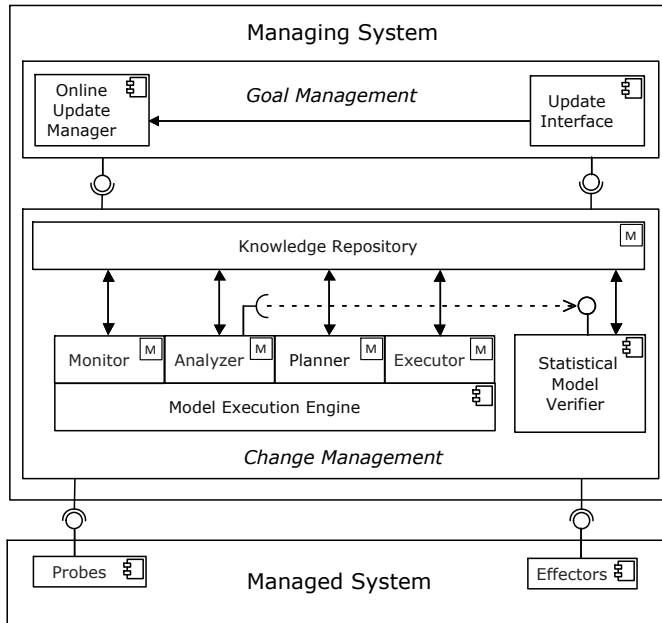 Managing System
Online
Update
Manager
Goal Management
Update
Interface
Knowledge Repository
M
Monitor
M
Analyzer
M
Planner
M
Executor
M
Statistical
Model
Verifier
Model Execution Engine
Change Management
Probes
Managed System
Effectors